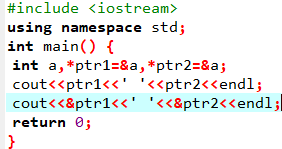 #include <iostream>
using namespace std;
int main() {
int a,*ptr1=&a,*ptr2=&a;
cout<<ptr1<<' '<<ptr2<<endl;
cout<<&ptr1<<' '<<&ptr2<<endl;
return 0;
}